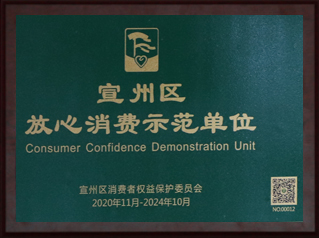 宣州区
放心消费示范单位
Consumer Confidence Demonstration Unit
宣州区消费者权益保护委员会
2020年11月-2024年10月
NO:00012